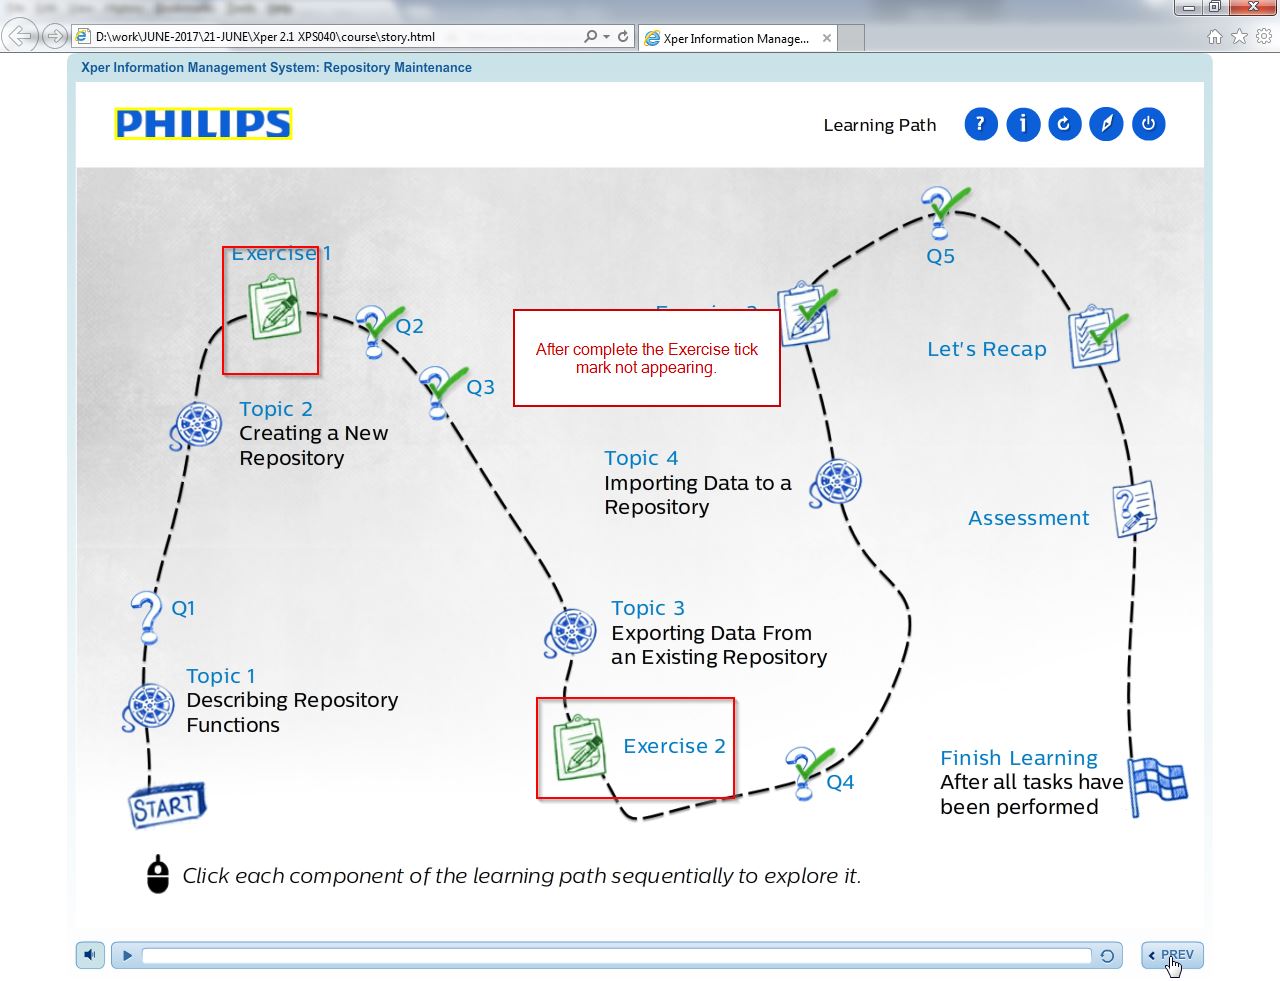 D:\work\JUNE-2017\21-JUNE\Xper 2.1 XPS040\course\story.html
Xper Information Manage...
Xper Information Management System: Repository Maintenance
PHILIPS
Learning Path
Q5
Exercise 1
Q2
After complete the Exercise tick
mark not appearing.
Let's Recap
Q3
Topic 2
Creating a New
Repository
Topic 4
Importing Data to a
Repository
Assessment
Q1
Topic 3
Exporting Data From
an Existing Repository
Topic 1
Describing Repository
Functions
Exercise 2
Q4
Finish Learning
After all tasks have
been performed
START
Click each component of the learning path sequentially to explore it.
PREV